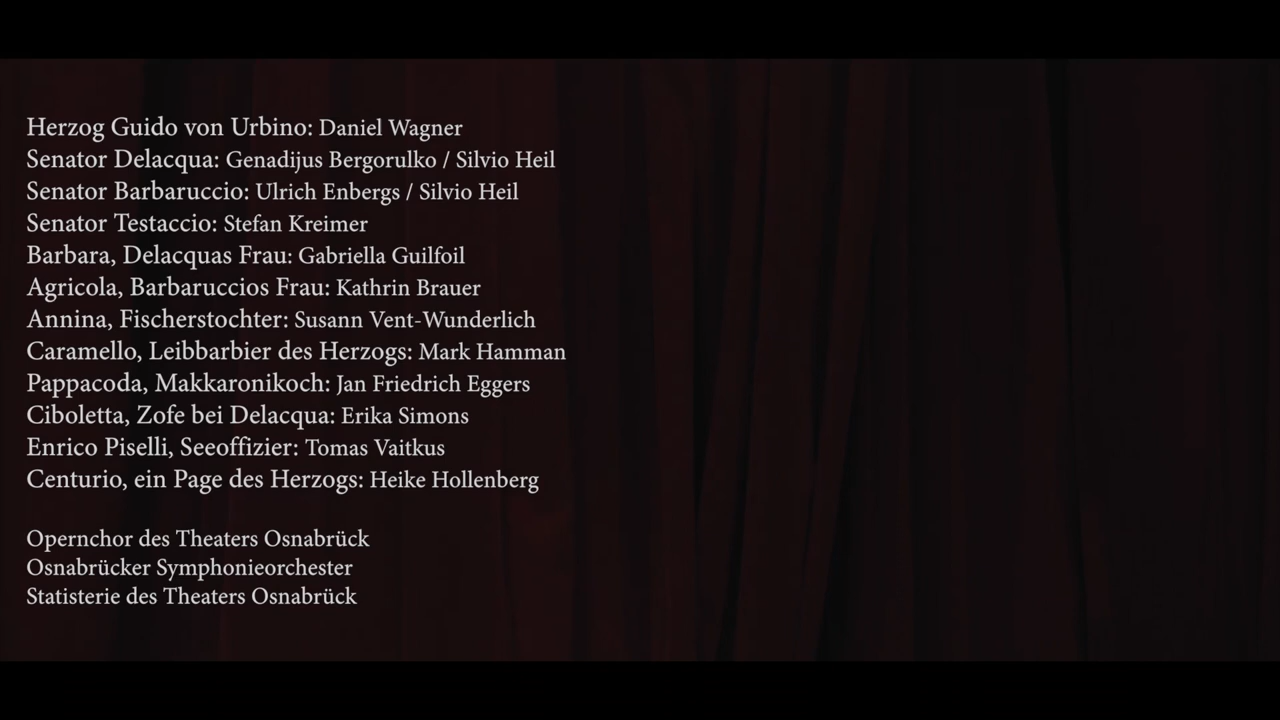 Herzog Guido von Urbino: Daniel Wagner
Senator Delacqua: Genadijus Bergorulko / Silvio Heil
Senator Barbaruccio: Ulrich Enbergs / Silvio Heil
Senator Testaccio: Stefan Kreimer
Barbara, Delacquas Frau: Gabriella Guilfoil
Agricola, Barbaruccios Frau: Kathrin Brauer
Annina, Fischerstochter: Susann Vent-Wunderlich
Caramello, Leibbarbier des Herzogs: Mark Hamman
Pappacoda, Makkaronikoch: Jan Friedrich Eggers
Ciboletta, Zofe bei Delacqua: Erika Simons
Enrico Piselli, Seeoffizier: Tomas Vaitkus
Centurio, ein Page des Herzogs: Heike Hollenberg
Opernchor des Theaters Osnabrück
Osnabrücker Symphonieorchester
Statisterie des Theaters Osnabrück